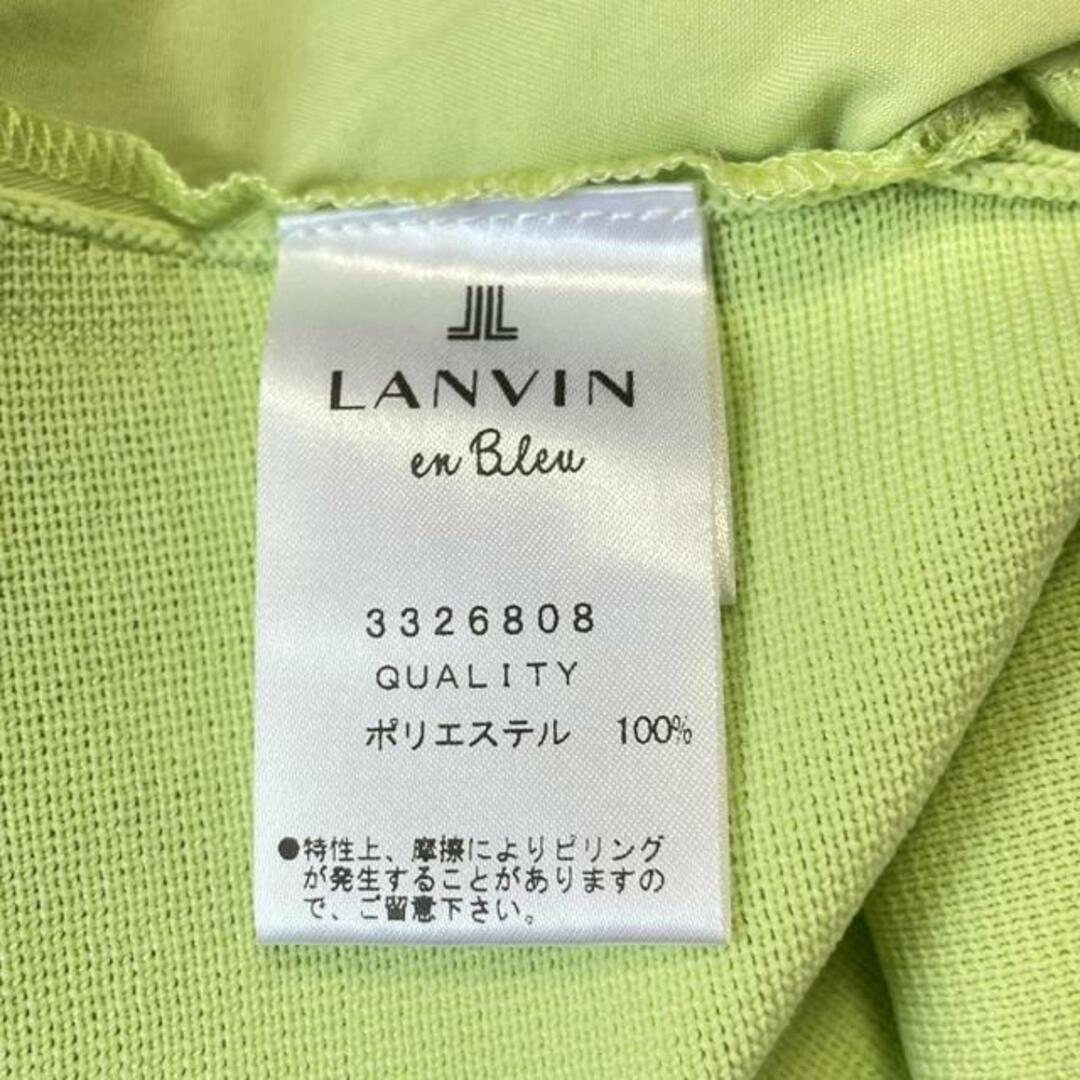 JL
LANVIN
en Bleu
3326808
QUALITY
ポリエステル 100%
●特性上、摩擦によりピリング
が発生することがありますの
で、ご留意下さい。